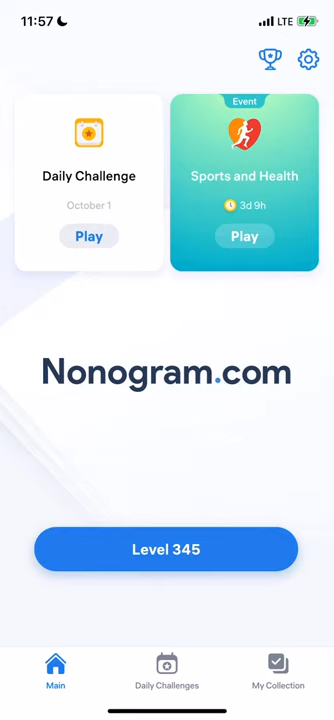 11:57
LTE
Event
Daily Challenge
Sports and Health
October 1
3d 9h
Play
Play
Nonogram.com
Level 345
Main
Daily Challenges
My Collection